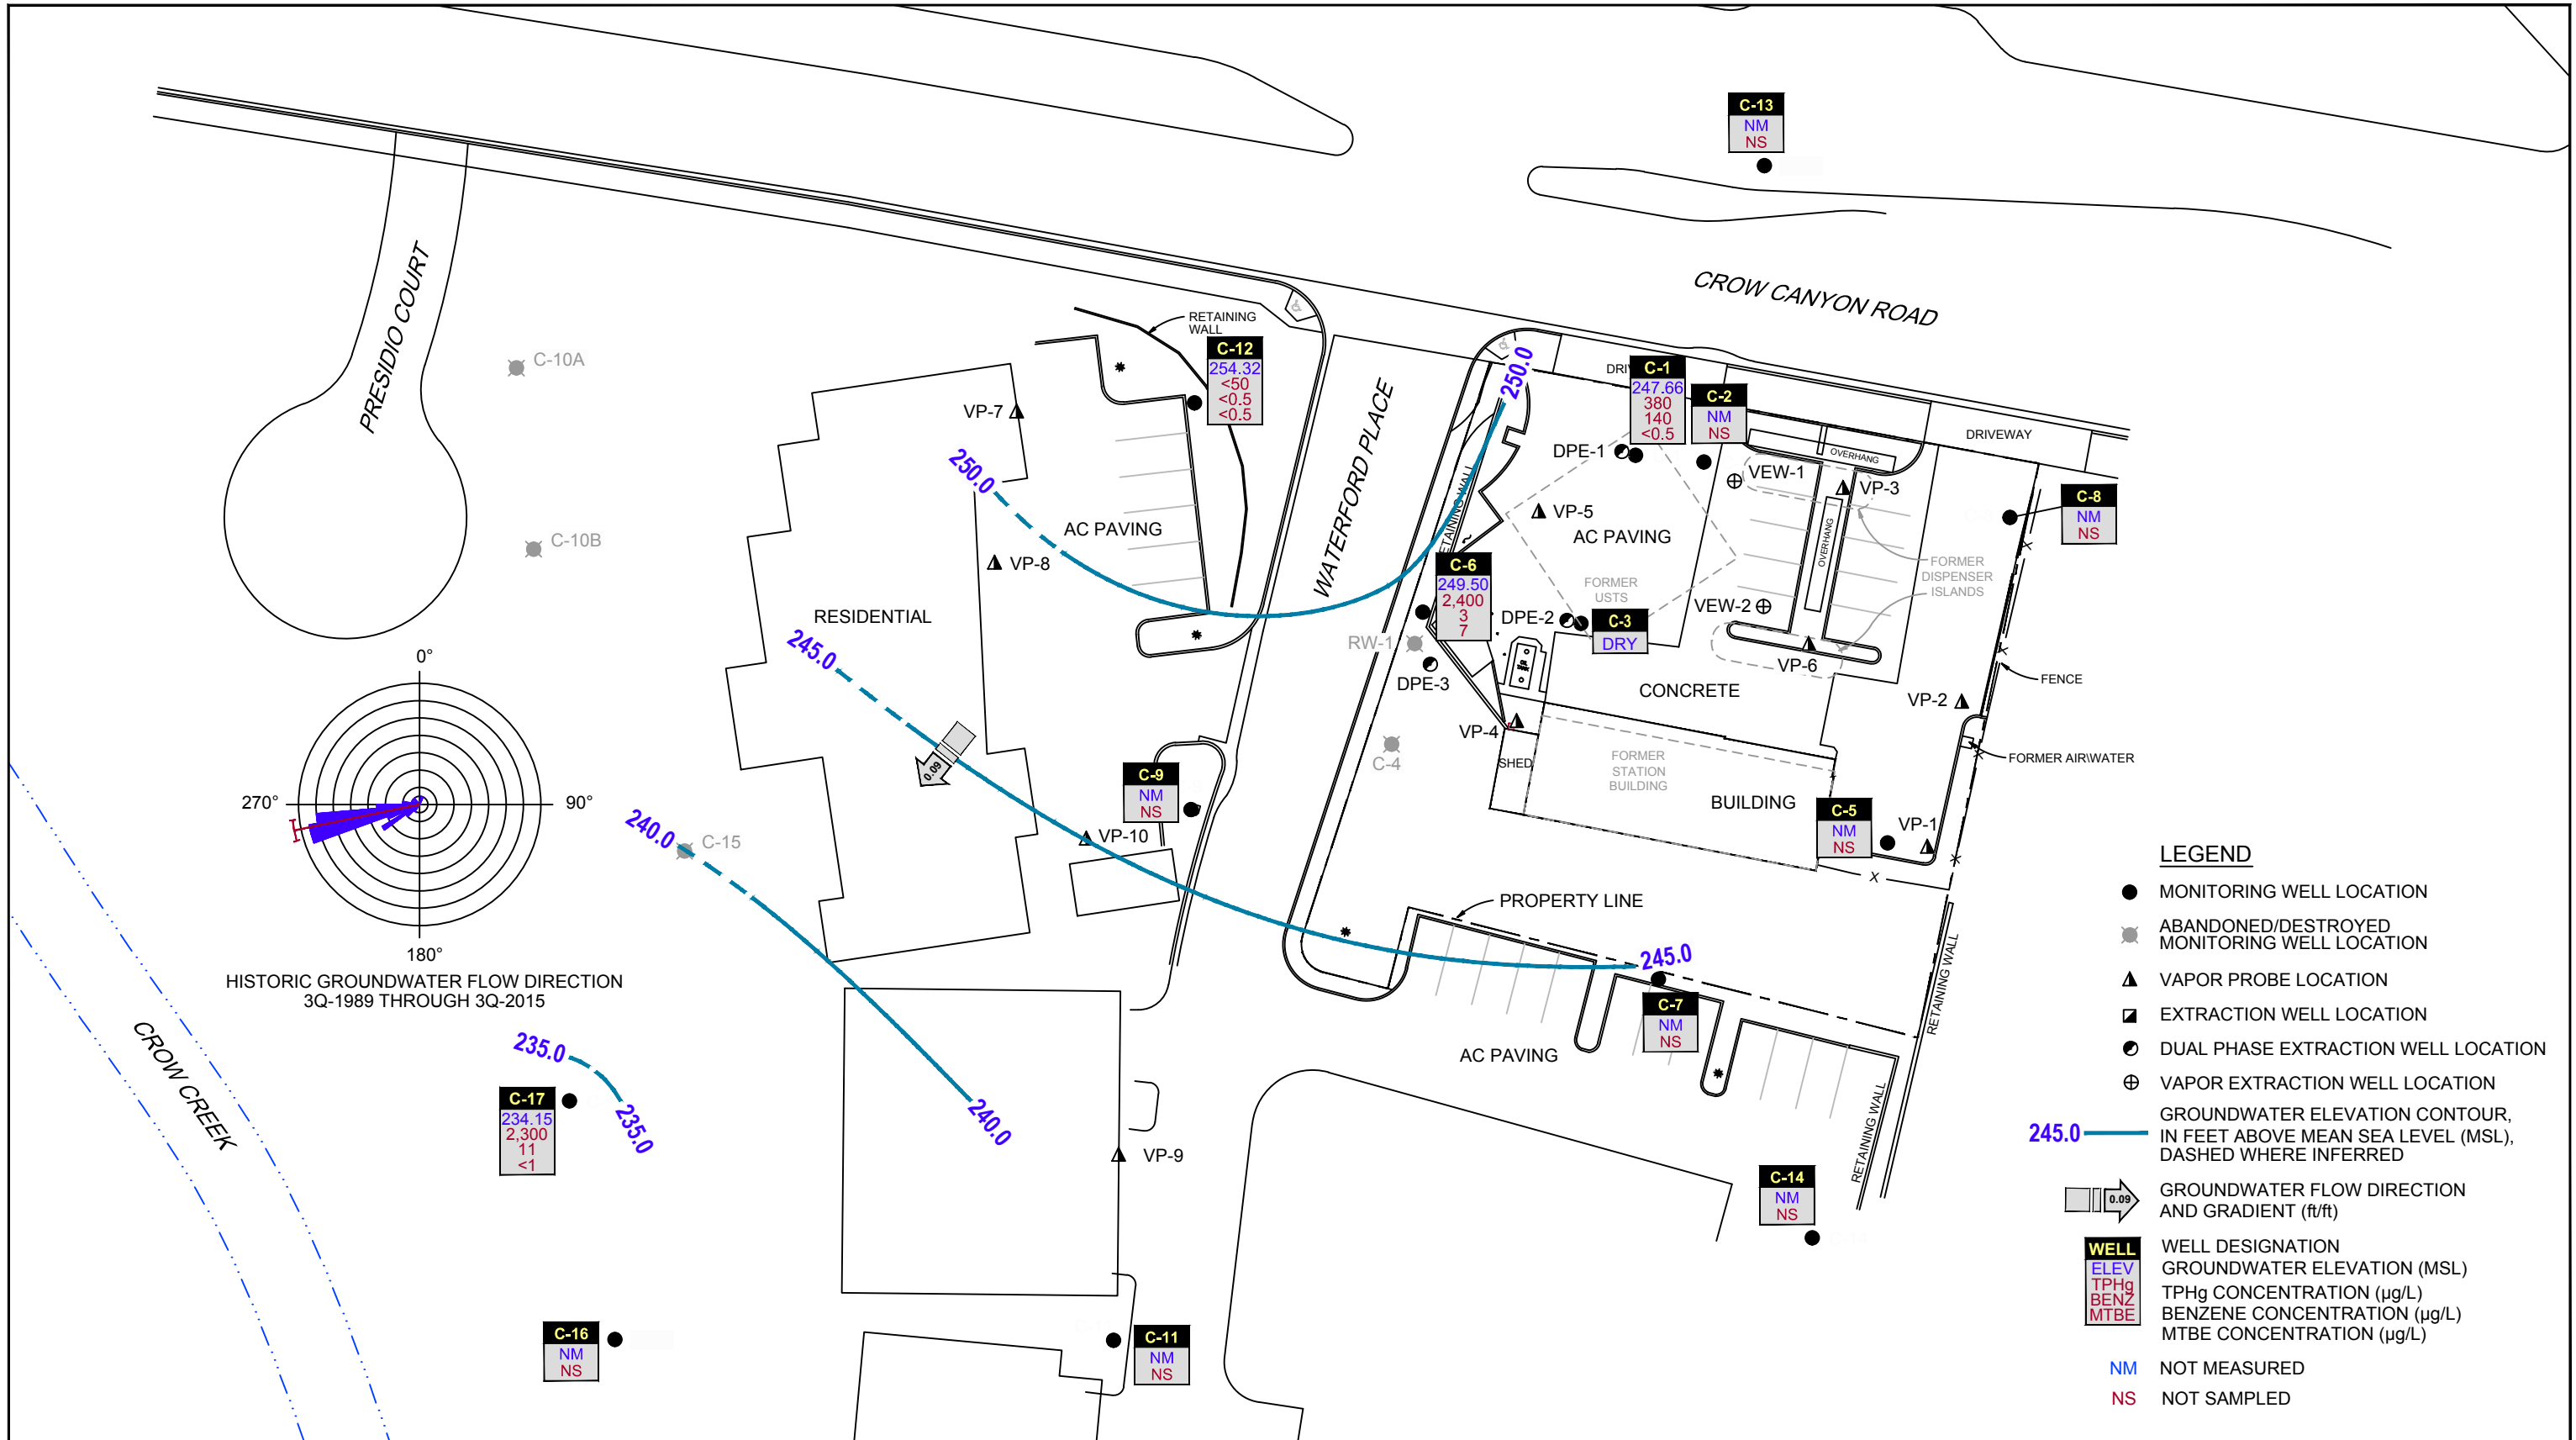 C-13
NM
NS
CROW CANYON ROAD
PRESIDIO COURT
C-10A
C-10B
RETAINING
WALL
C-12
254.32
<50
<0.5
<0.5
VP-7
250.0
AC PAVING
VP-8
RESIDENTIAL
WATERFORD PLACE
250.0
C-1
247.66
380
140
<0.5
C-2
NM
NS
DRIVEWAY
OVERHANG
DPE-1
VEW-1
VP-3
VP-5
AC PAVING
OVERHANG
C-8
NM
NS
C-6
249.50
2,400
3
7
FORMER
USTS
FORMER
DISPENSER
ISLANDS
VEW-2
DPE-2
C-3
DRY
RW-1
DPE-3
OIL
TANK
VP-6
CONCRETE
FENCE
VP-2
VP-4
C-4
SHED
FORMER
STATION
BUILDING
BUILDING
FORMER AIR/WATER
245.0
0.09
C-9
NM
NS
VP-10
C-5
NM
NS
VP-1
0°
270°
90°
180°
HISTORIC GROUNDWATER FLOW DIRECTION
3Q-1989 THROUGH 3Q-2015
240.0
C-15
PROPERTY LINE
245.0
C-7
NM
NS
AC PAVING
RETAINING WALL
RETAINING WALL
CROW CREEK
235.0
C-17
234.15
2,300
11
<1
235.0
240.0
VP-9
C-14
NM
NS
C-16
NM
NS
C-11
NM
NS
LEGEND
MONITORING WELL LOCATION
ABANDONED/DESTROYED
MONITORING WELL LOCATION
VAPOR PROBE LOCATION
EXTRACTION WELL LOCATION
DUAL PHASE EXTRACTION WELL LOCATION
VAPOR EXTRACTION WELL LOCATION
245.0
GROUNDWATER ELEVATION CONTOUR,
IN FEET ABOVE MEAN SEA LEVEL (MSL),
DASHED WHERE INFERRED
0.09
GROUNDWATER FLOW DIRECTION
AND GRADIENT (ft/ft)
WELL WELL DESIGNATION
ELEV GROUNDWATER ELEVATION (MSL)
TPHg TPHg CONCENTRATION (µg/L)
BENZ BENZENE CONCENTRATION (µg/L)
MTBE MTBE CONCENTRATION (µg/L)
NM NOT MEASURED
NS NOT SAMPLED